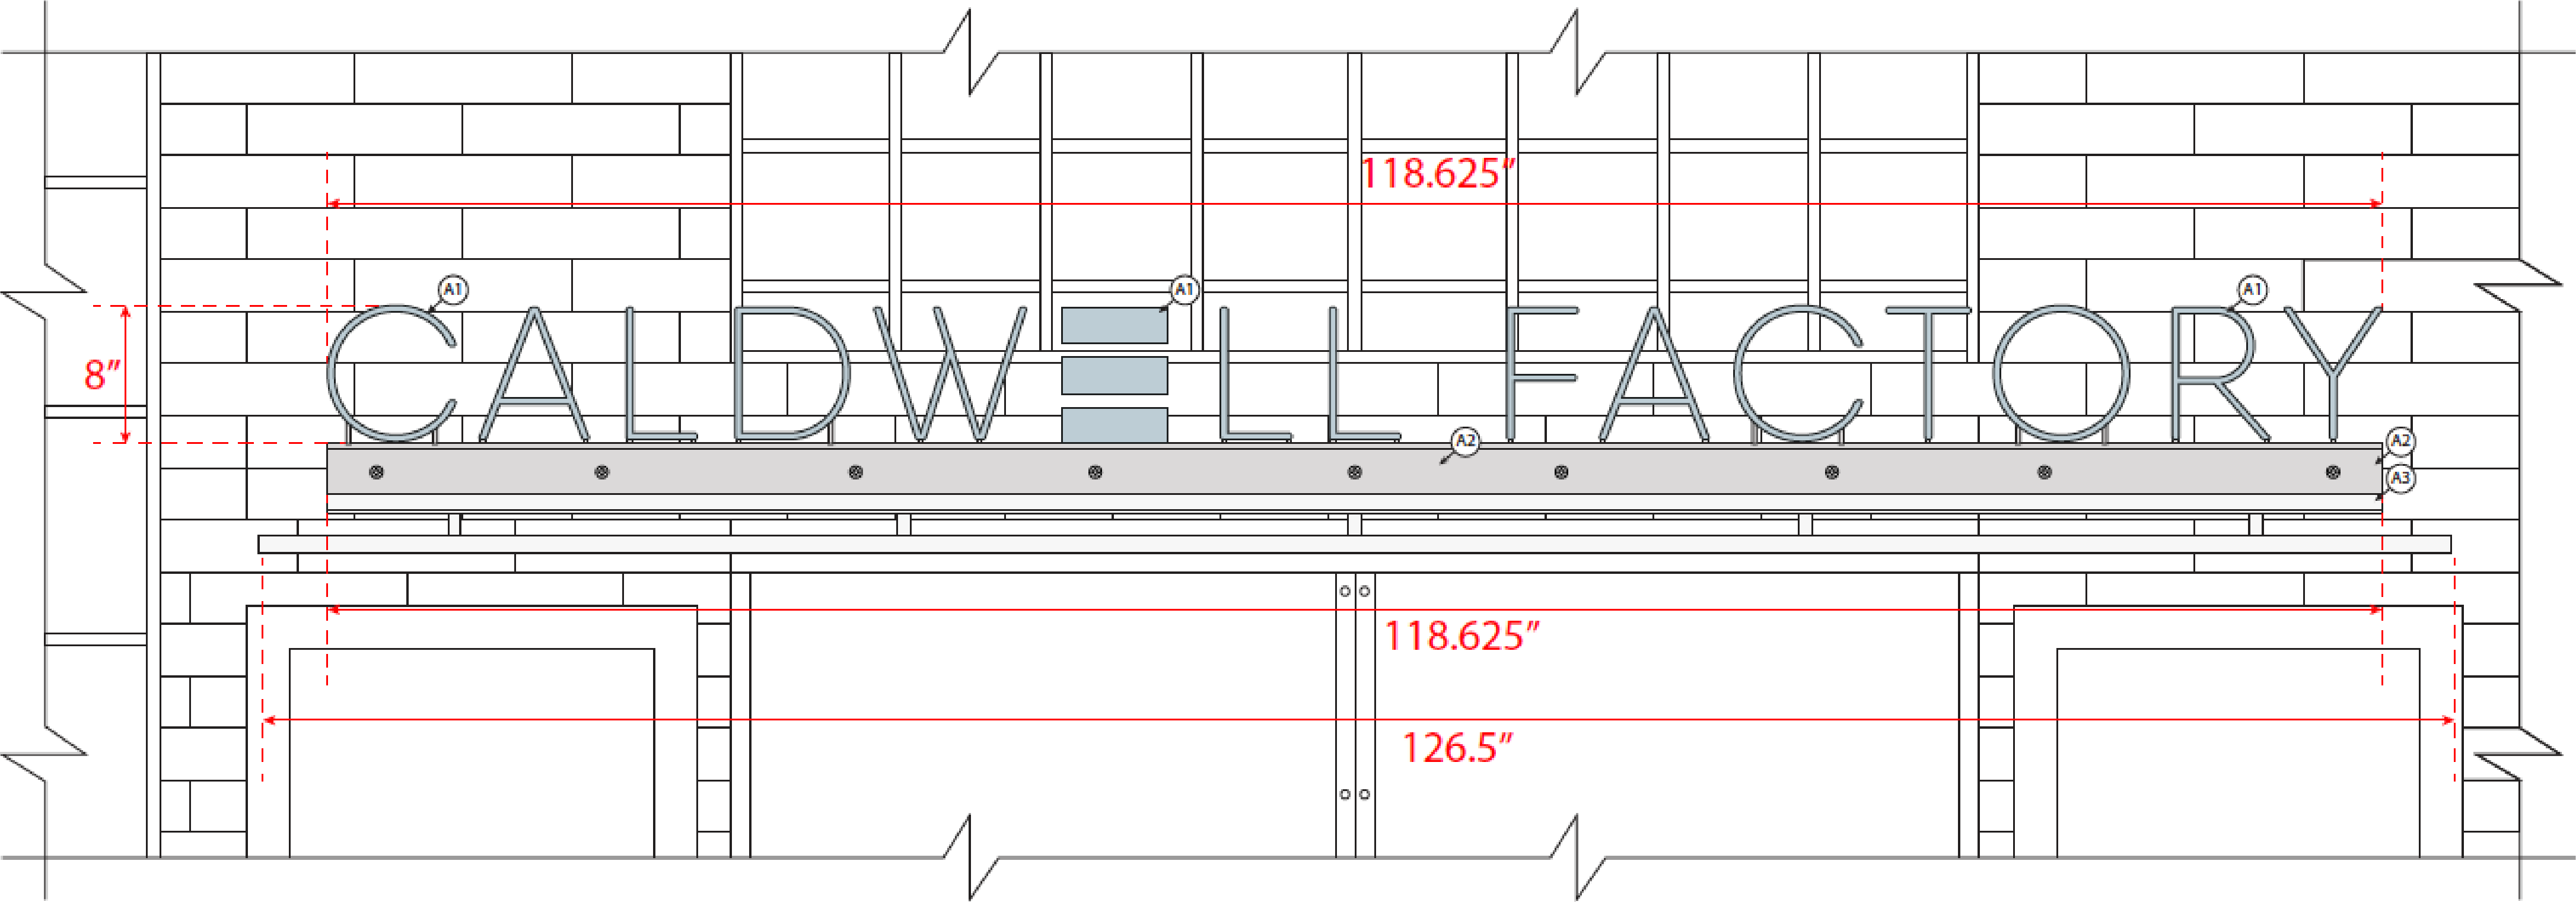 118.625″
A1 A1 A1
CALDWELL FACTORY
8″
A2 A2
A3
118.625″
126.5″